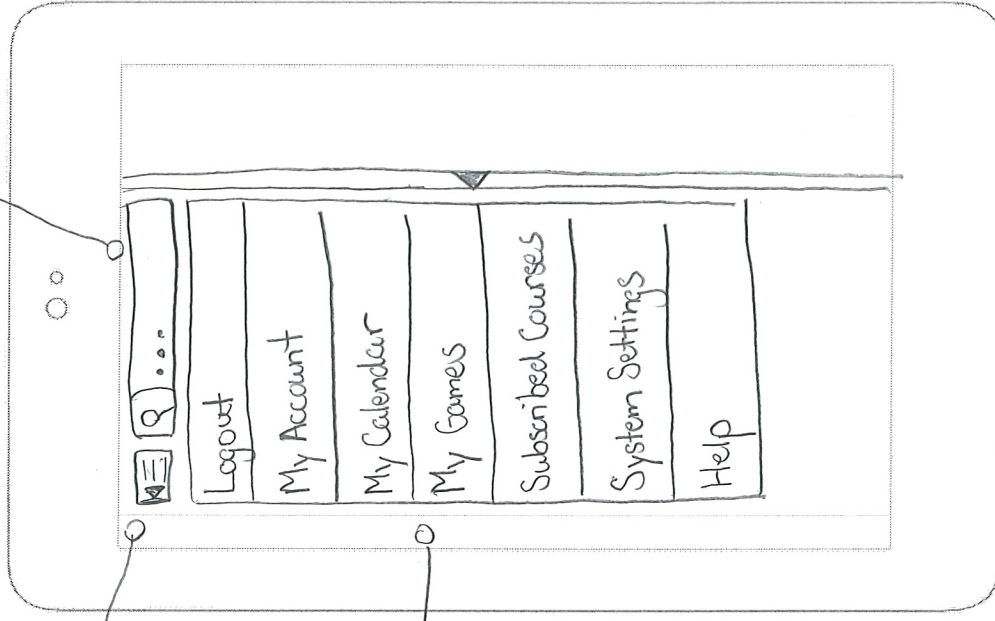 ...
Logout
My Account
My Calendar
My Games
Subscribed Courses
System Settings
Help